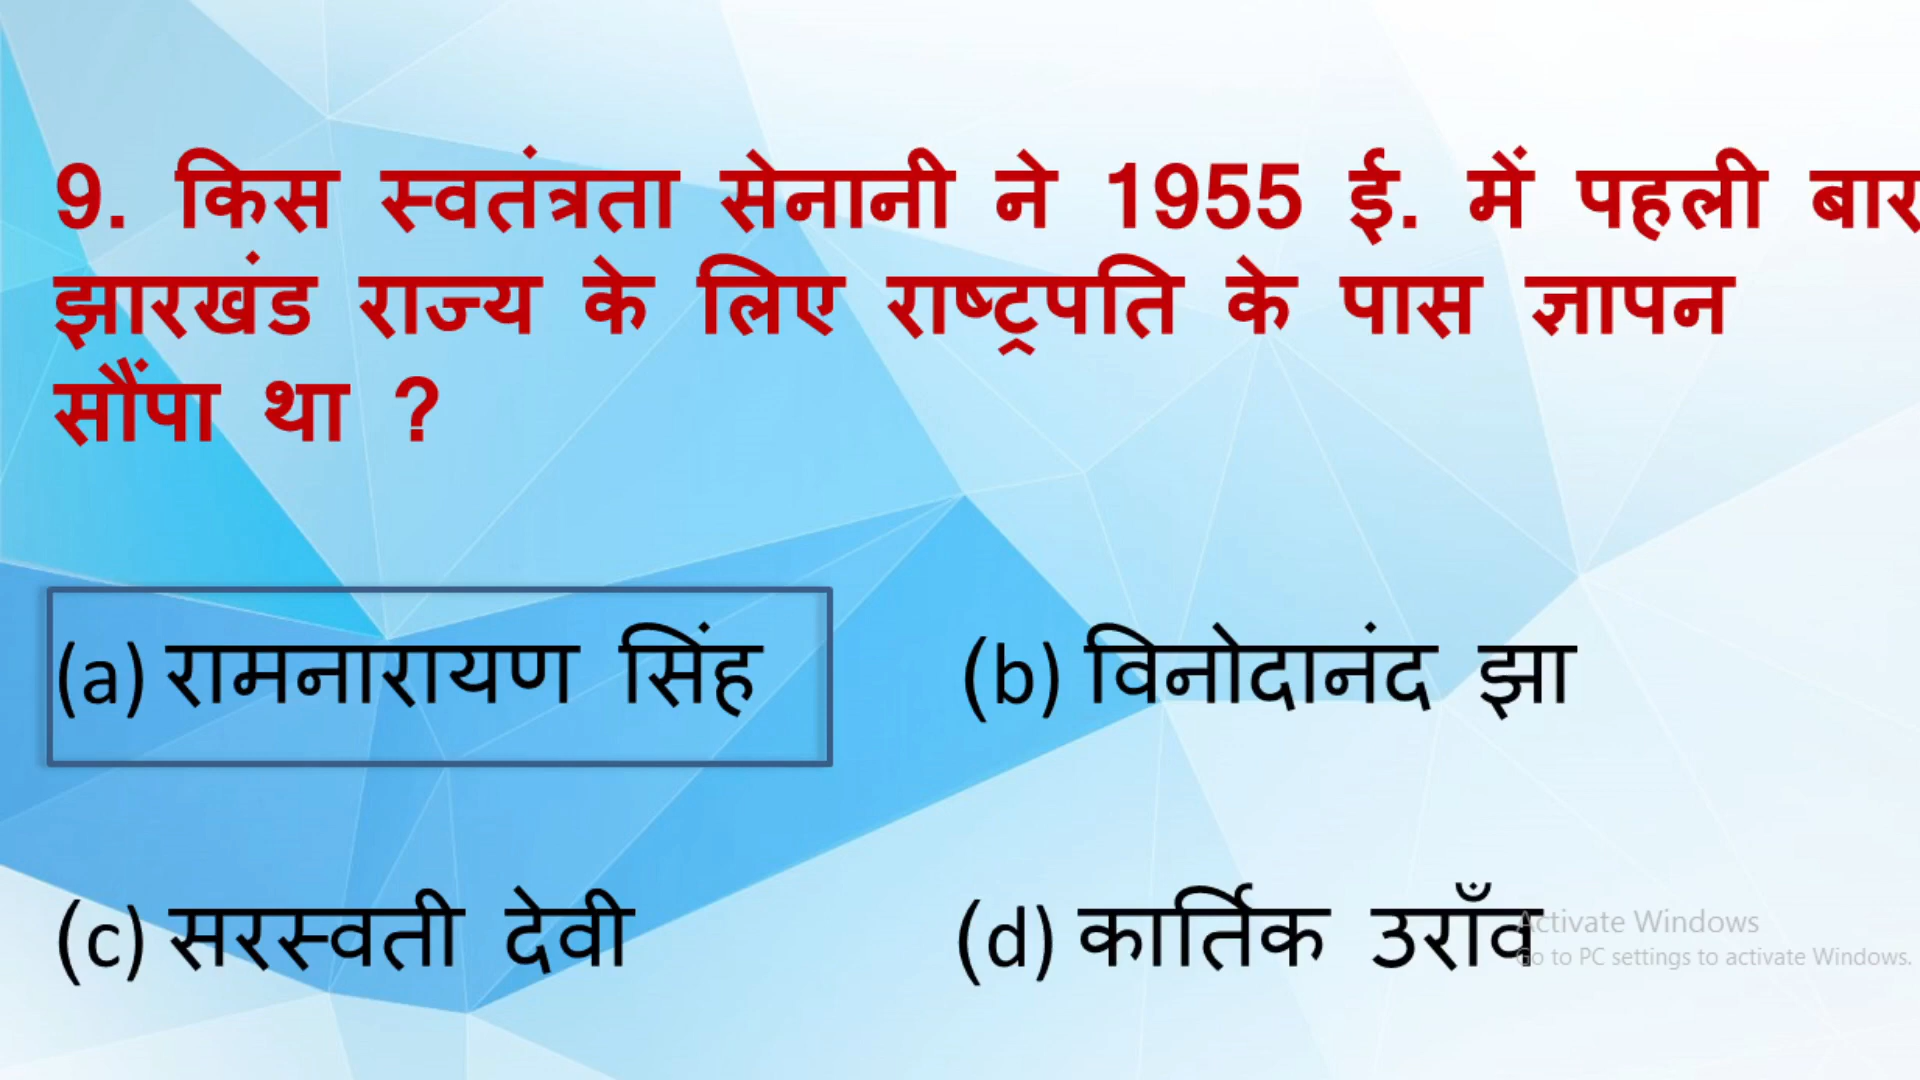 9. किस स्वतंत्रता सेनानी ने 1955 ई. में पहली बार
झारखंड राज्य के लिए राष्ट्रपति के पास ज्ञापन
सौंपा था ?
(a) रामनारायण सिंह (b) विनोदानंद झा
(c) सरस्वती देवी (d) कार्तिक उराँव
Activate Windows
Go to PC settings to activate Windows.